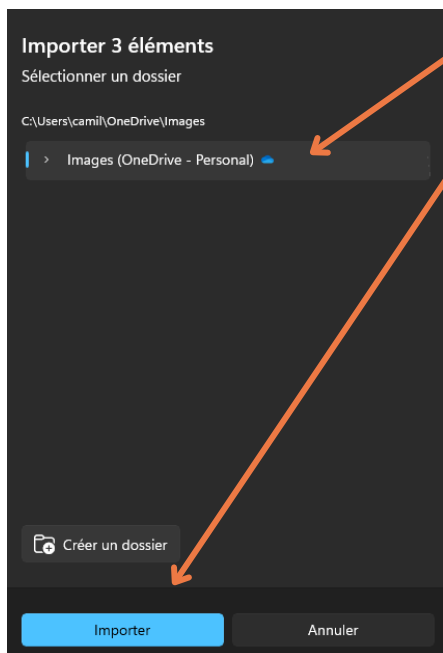 Importer 3 éléments
Sélectionner un dossier
C:\Users\camil\OneDrive\Images
Images (OneDrive - Personal)
Créer un dossier
Importer
Annuler